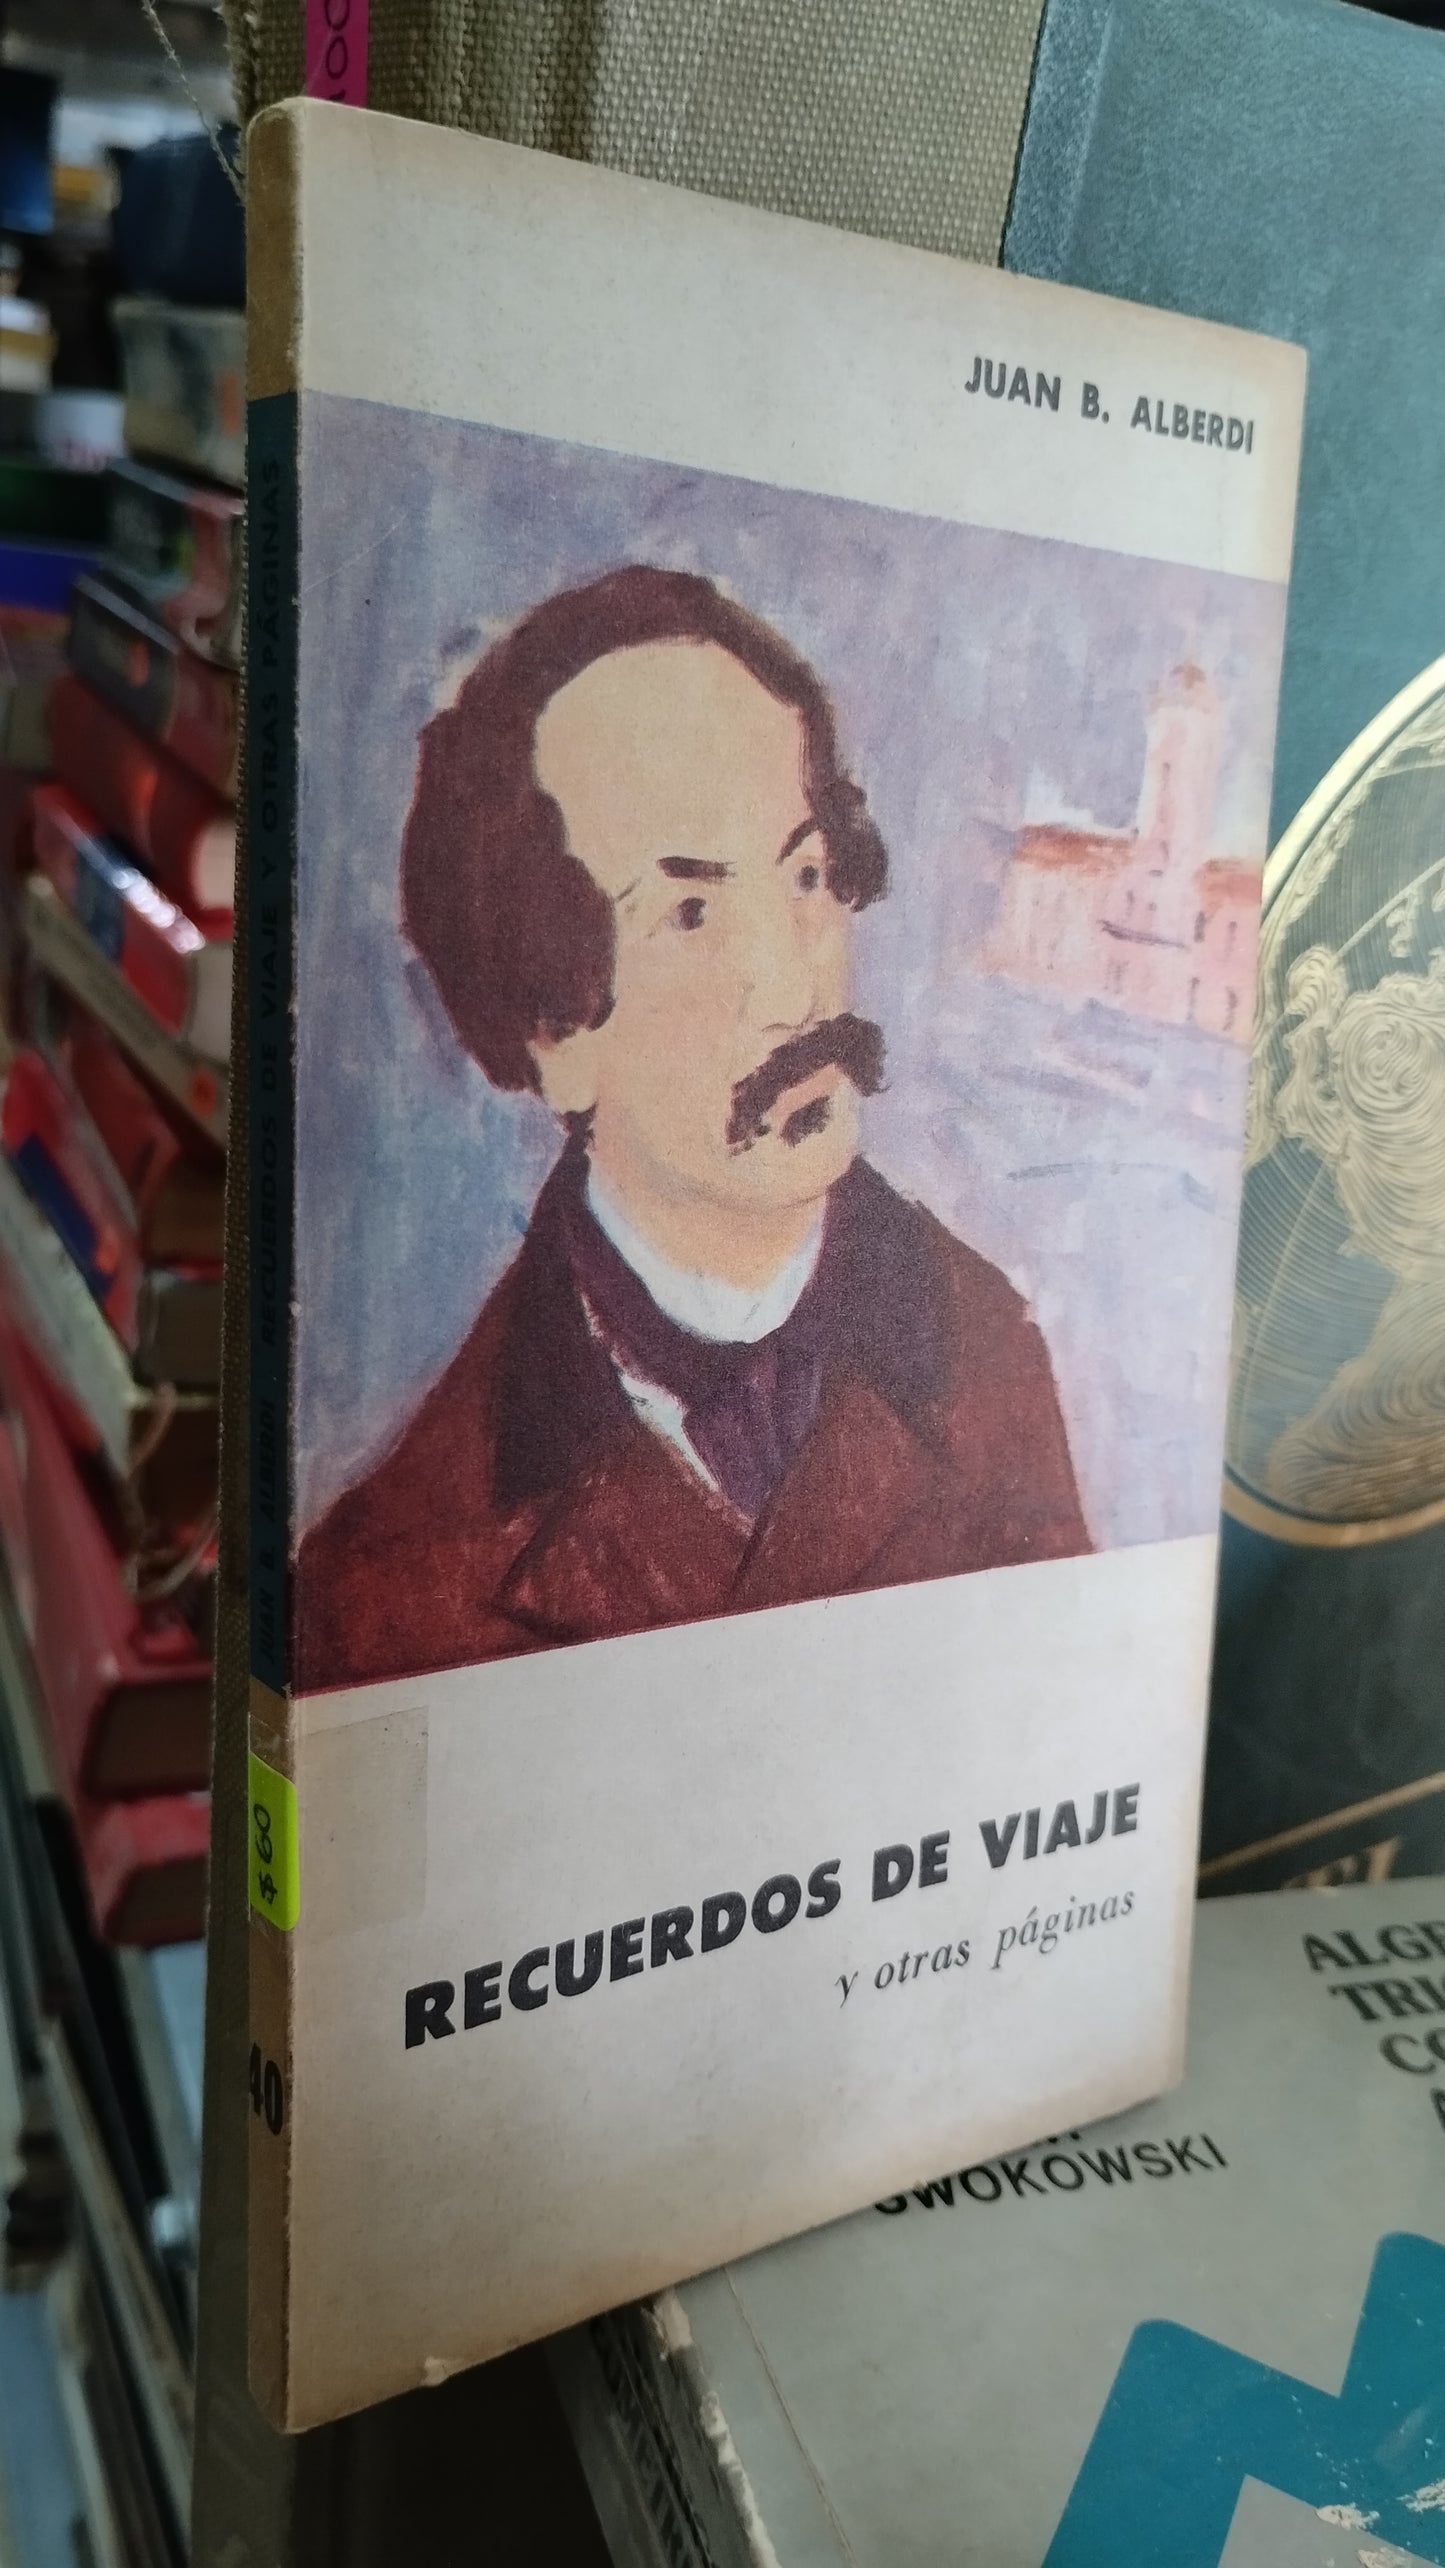 JUAN B. ALBERDI
RECUERDOS DE VIAJE
y otras páginas
JUAN B. ALBERDI - RECUERDOS DE VIAJE Y OTRAS PÁGINAS
$60
40
SWOKOWSKI